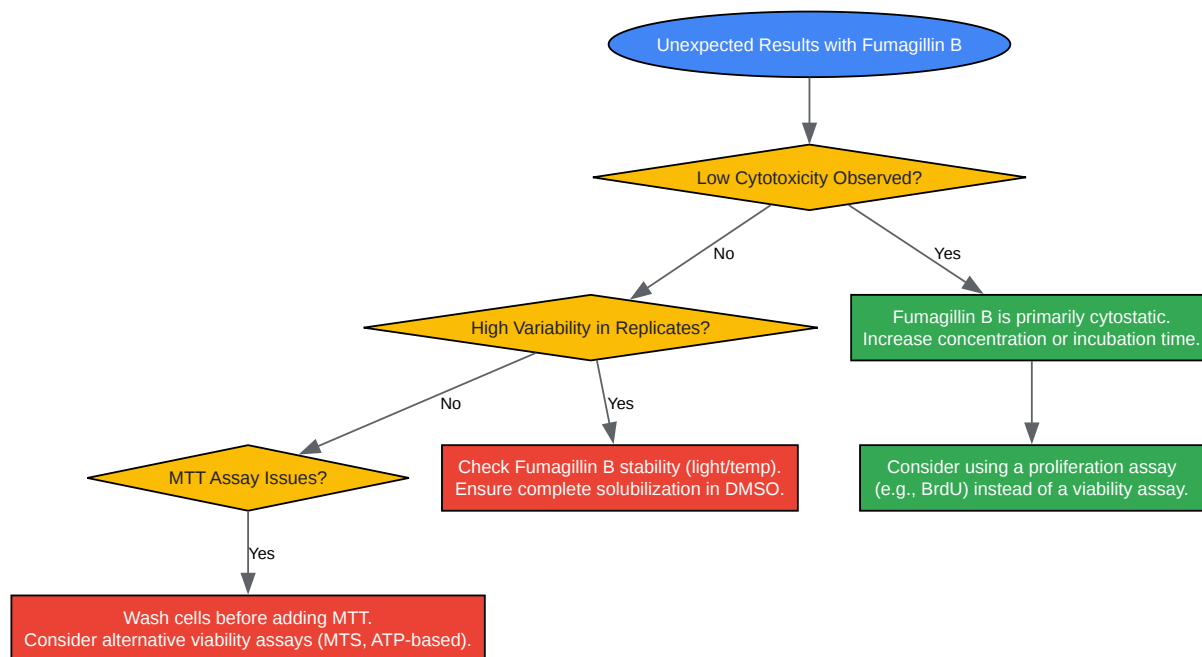 Unexpected Results with Fumagillin B
Low Cytotoxicity Observed?
No
Yes
High Variability in Replicates?
Fumagillin B is primarily cytostatic.
Increase concentration or incubation time.
No
Yes
MTT Assay Issues?
Check Fumagillin B stability (light/temp).
Ensure complete solubilization in DMSO.
Consider using a proliferation assay
(e.g., BrdU) instead of a viability assay.
Yes
Wash cells before adding MTT.
Consider alternative viability assays (MTS, ATP-based).